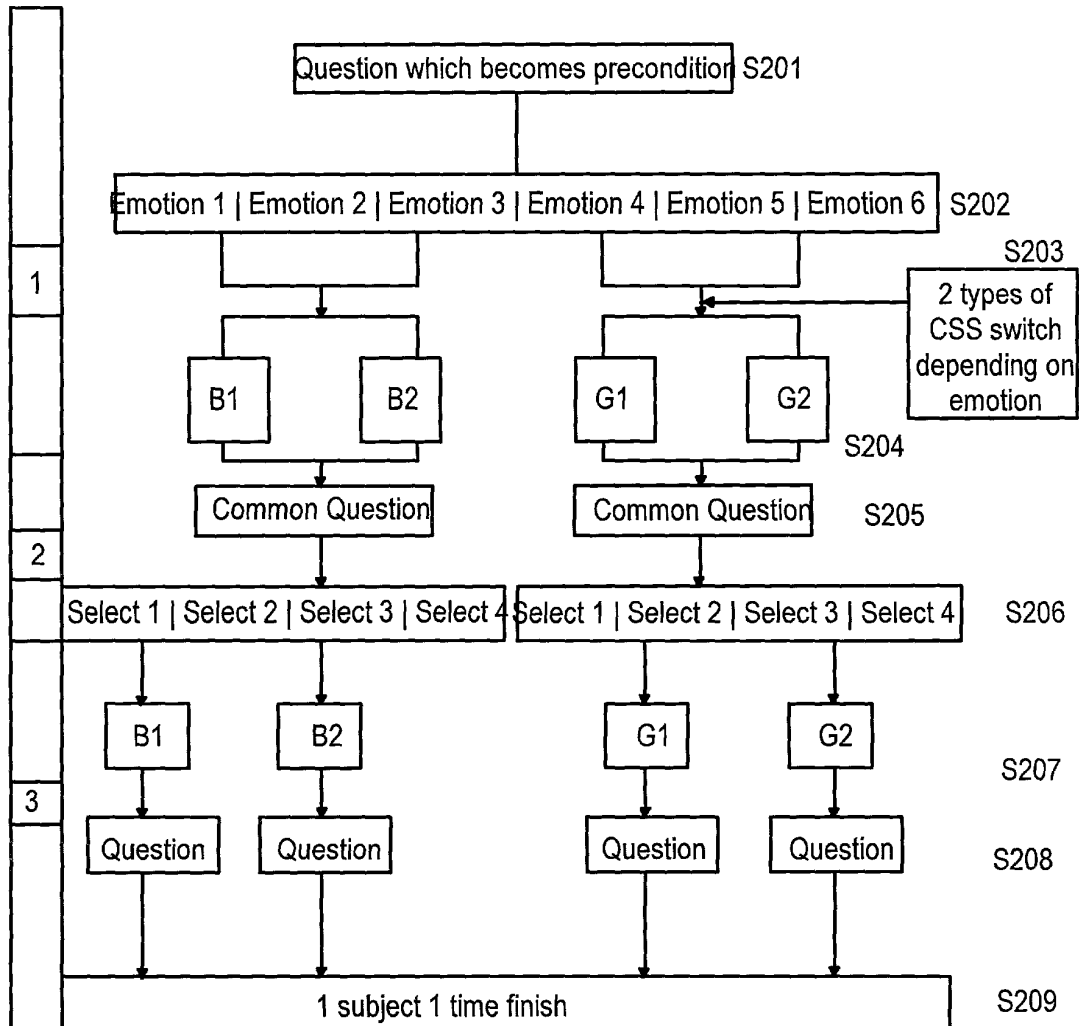 Question which becomes precondition S201
Emotion 1 | Emotion 2 | Emotion 3 | Emotion 4 | Emotion 5 | Emotion 6 S202
S203
1
2 types of
CSS switch
depending on
emotion
B1 B2 G1 G2
S204
Common Question Common Question S205
2
Select 1 | Select 2 | Select 3 | Select 4 Select 1 | Select 2 | Select 3 | Select 4 S206
B1 B2 G1 G2
S207
3
Question Question Question Question S208
1 subject 1 time finish S209